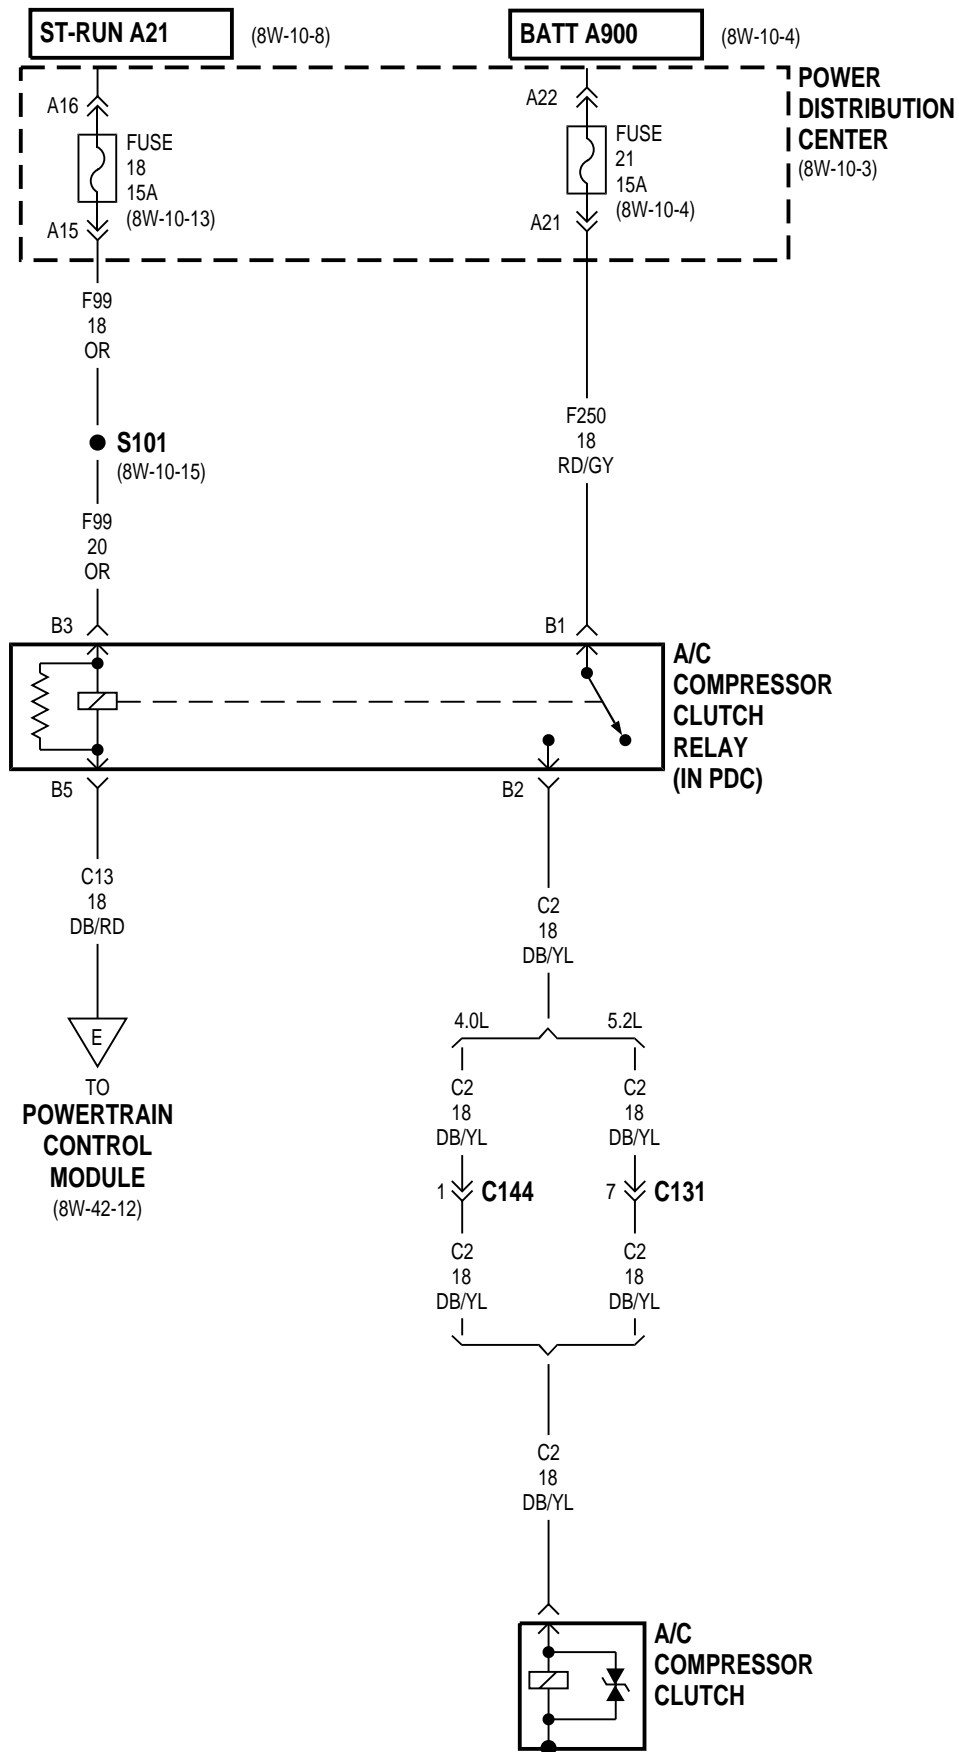 ST-RUN A21
(8W-10-8)
BATT A900
(8W-10-4)
POWER
DISTRIBUTION
CENTER
(8W-10-3)
A16
FUSE
18
15A
(8W-10-13)
A15
A22
FUSE
21
15A
(8W-10-4)
A21
F99
18
OR
S101
(8W-10-15)
F99
20
OR
F250
18
RD/GY
B3
B1
A/C
COMPRESSOR
CLUTCH
RELAY
(IN PDC)
B5
B2
C13
18
DB/RD
E
TO
POWERTRAIN
CONTROL
MODULE
(8W-42-12)
C2
18
DB/YL
4.0L
5.2L
C2
18
DB/YL
C2
18
DB/YL
1
C144
7
C131
C2
18
DB/YL
C2
18
DB/YL
C2
18
DB/YL
A/C
COMPRESSOR
CLUTCH